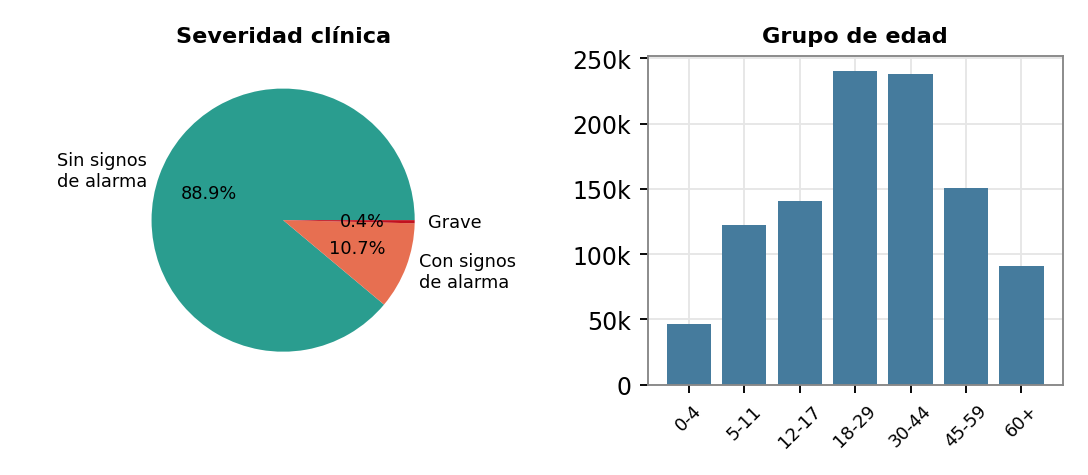 Severidad clínica
Sin signos
de alarma
88.9%
0.4%
Grave
10.7%
Con signos
de alarma
Grupo de edad
250k
200k
150k
100k
50k
0
0-4
5-11
12-17
18-29
30-44
45-59
60+